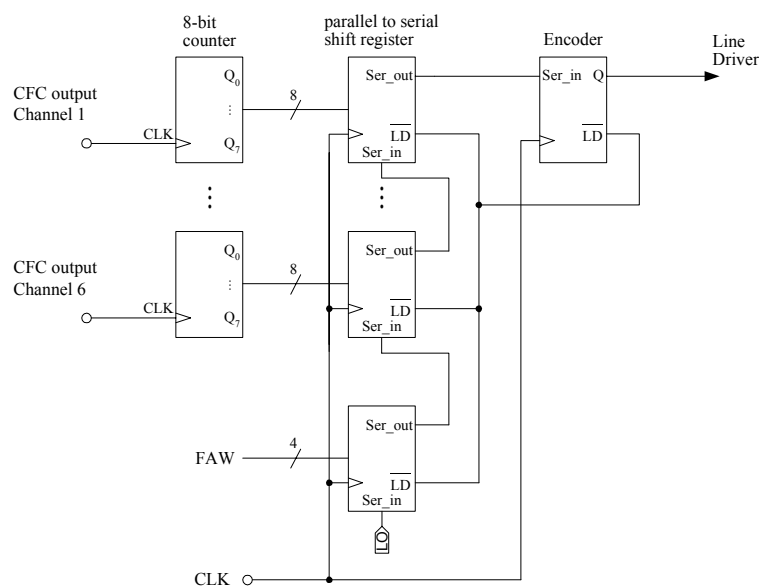 8-bit
counter
parallel to serial
shift register
Encoder
Line
Driver
CFC output
Channel 1
CLK
Q0
...
Q7
8
Ser_out
LD
Ser_in
Ser_in Q
LD
...
...
CFC output
Channel 6
CLK
Q0
...
Q7
8
Ser_out
LD
Ser_in
FAW
4
Ser_out
LD
Ser_in
LO
CLK